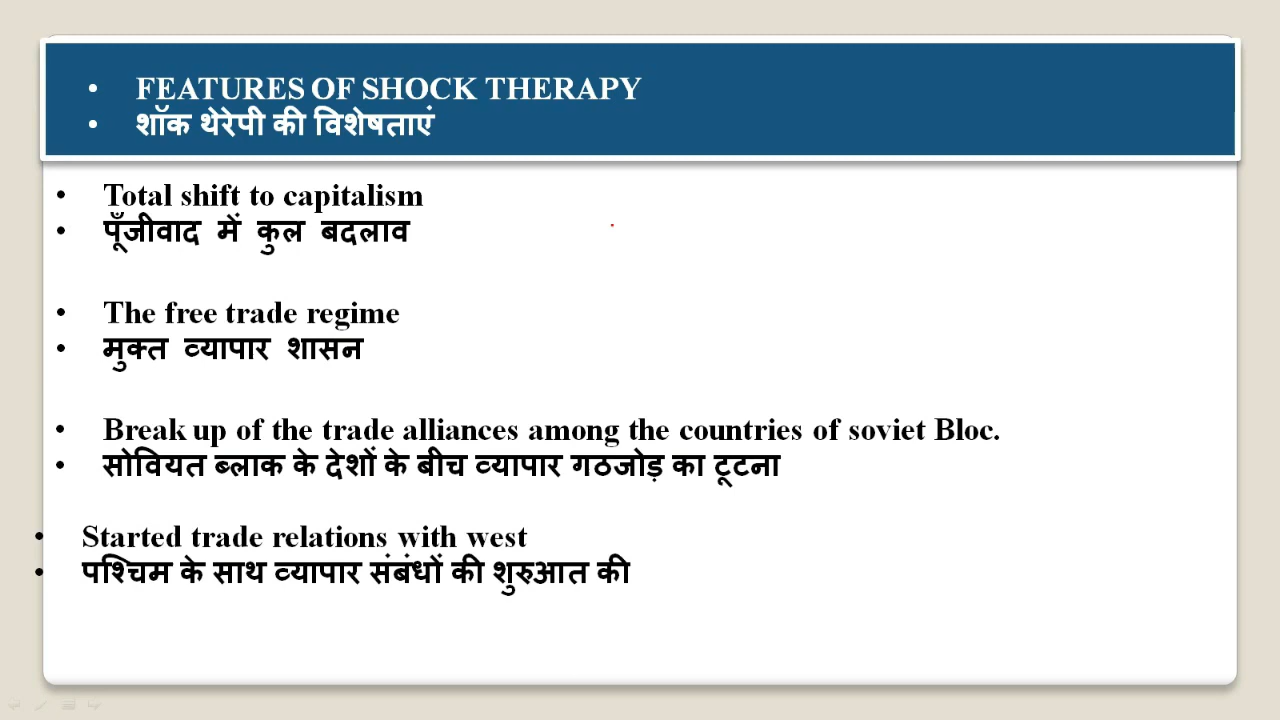 • FEATURES OF SHOCK THERAPY
• शॉक थेरेपी की विशेषताएं
• Total shift to capitalism
• पूँजीवाद में कुल बदलाव
• The free trade regime
• मुक्त व्यापार शासन
• Break up of the trade alliances among the countries of soviet Bloc.
• सोवियत ब्लाक के देशों के बीच व्यापार गठजोड़ का टूटना
• Started trade relations with west
• पश्चिम के साथ व्यापार संबंधों की शुरुआत की